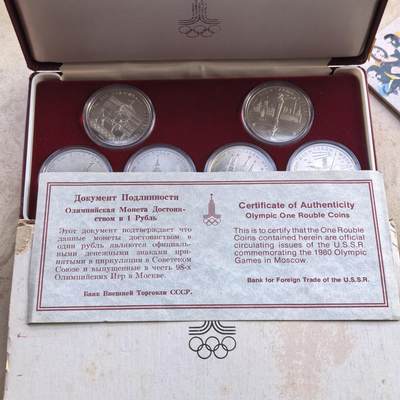 Документ Подлинности
Олимпийская Монета Достоин-
ством в 1 Рубль
Этот документ подтверждает что
данные монеты достоинством в
один рубль являются официаль-
ными денежными знаками при-
нятыми в циркуляции в Советском
Союзе и выпущенные в честь 98-х
Олимпийских Игр в Москве.
Банк Внешней Торговли СССР.
Certificate of Authenticity
Olympic One Rouble Coins
This is to certify that the One Rouble
Coins contained herein are official
circulating issues of the U.S.S.R.
commemorating the 1980 Olympic
Games in Moscow.
Bank for Foreign Trade of the U.S.S.R.